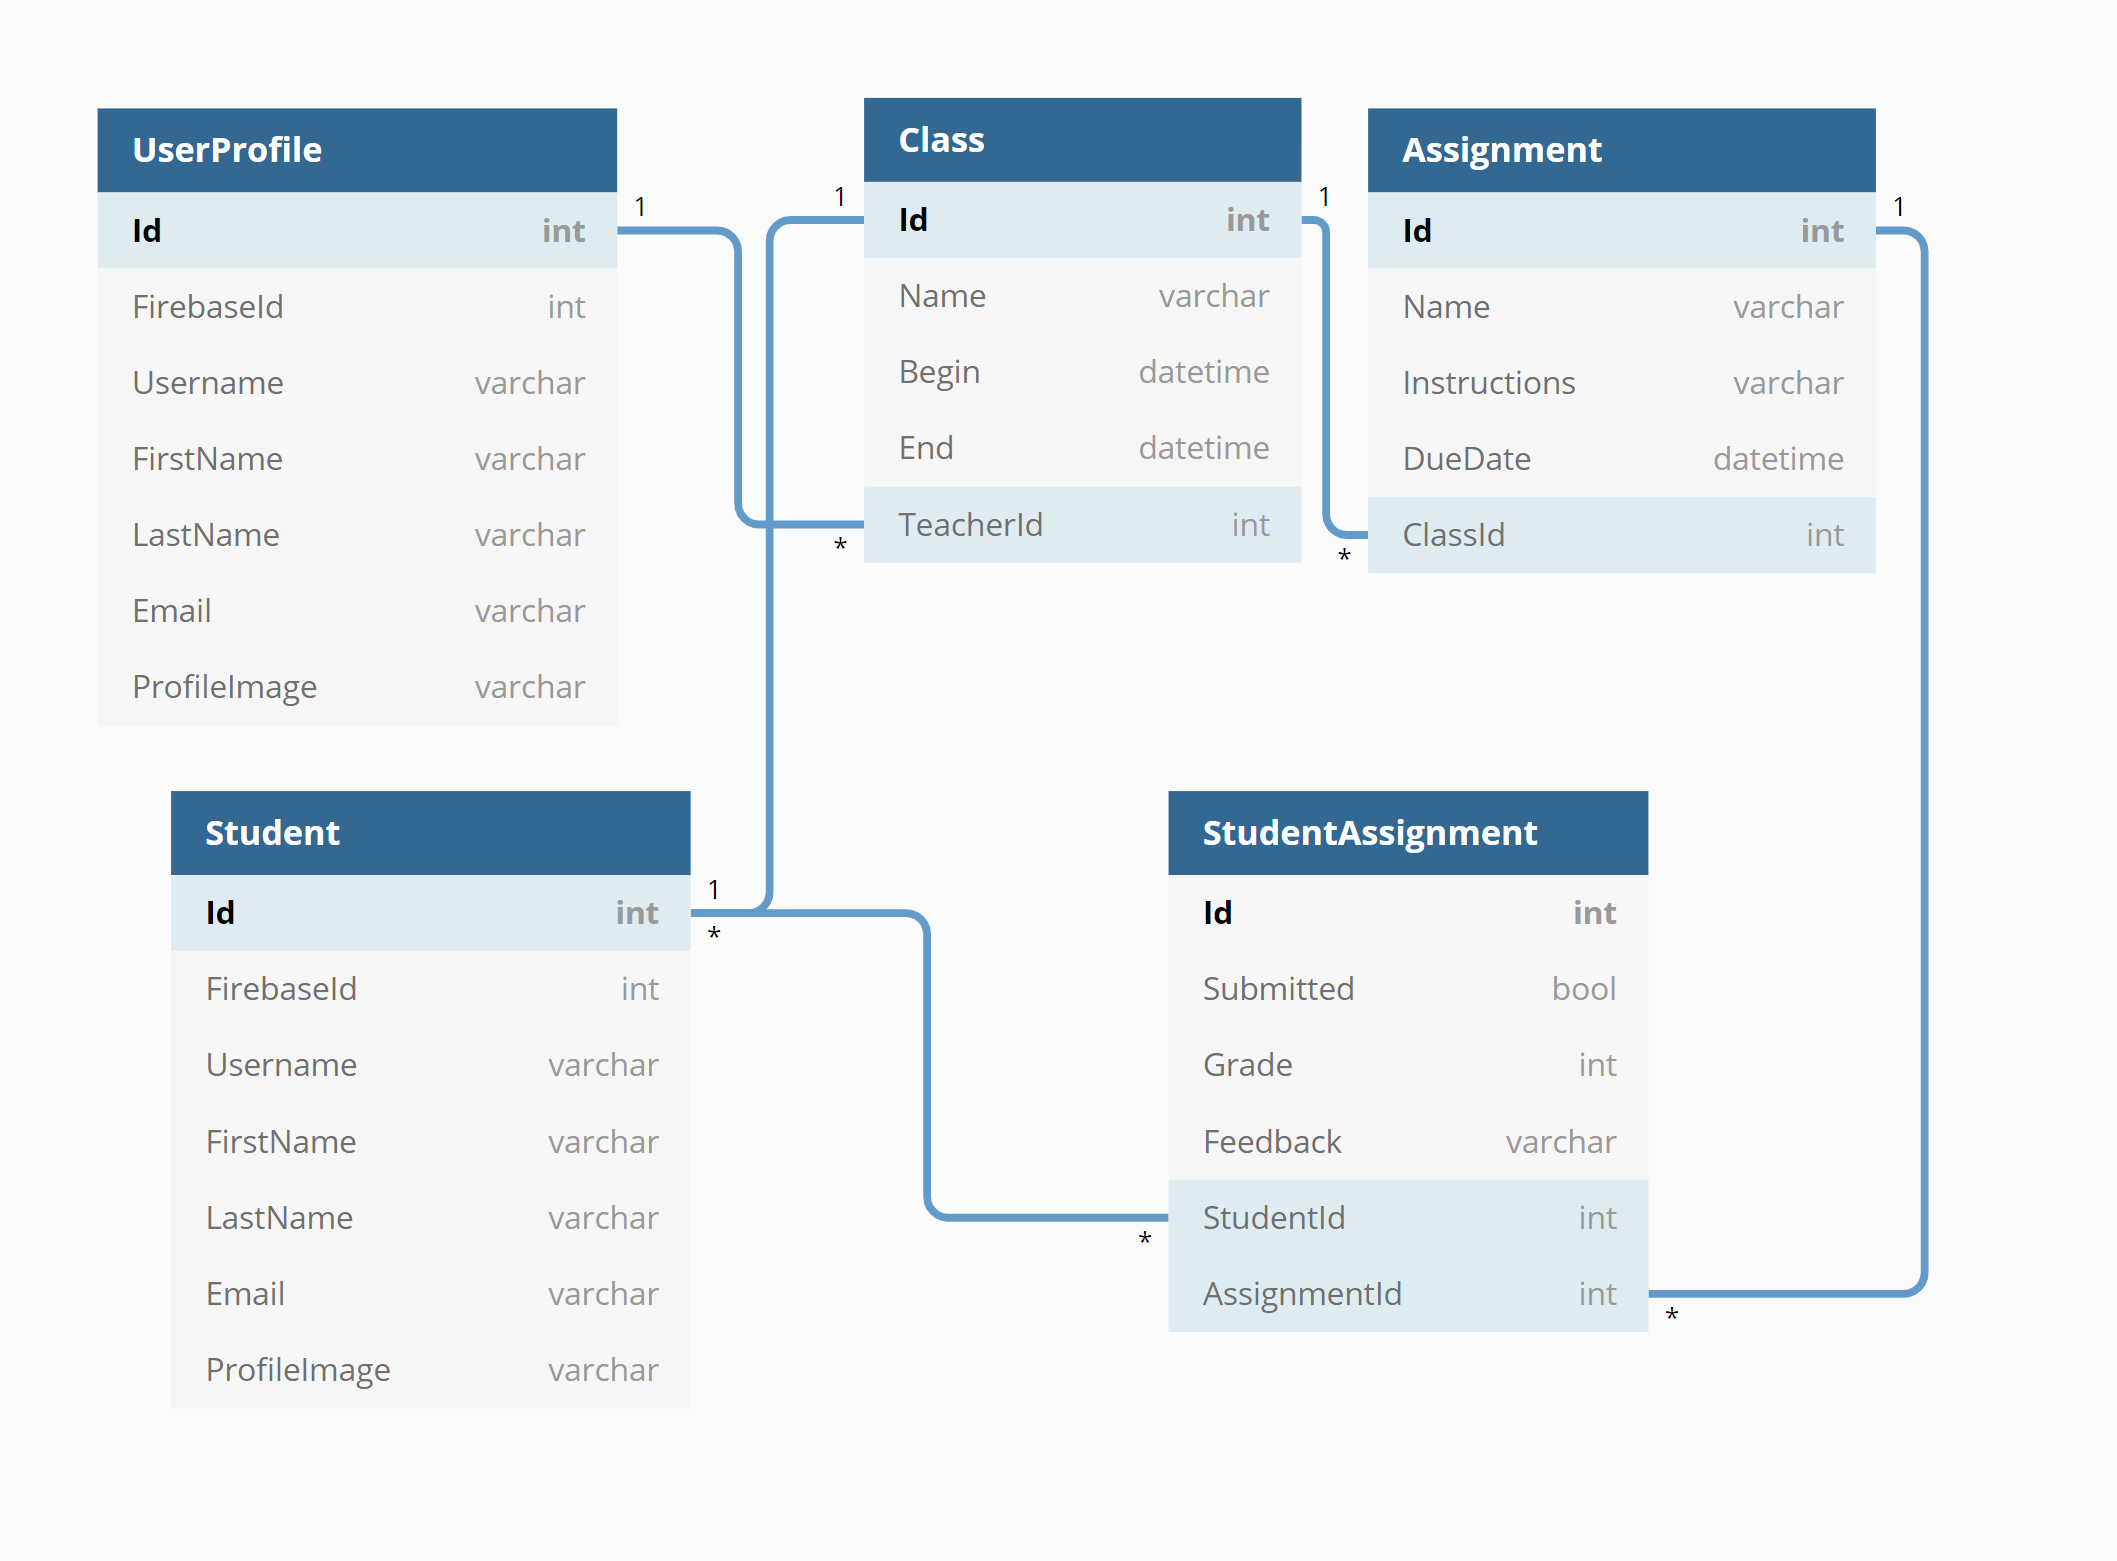 UserProfile
Id int
FirebaseId int
Username varchar
FirstName varchar
LastName varchar
Email varchar
ProfileImage varchar
1
1
*
Class
Id int
Name varchar
Begin datetime
End datetime
TeacherId int
1
*
Assignment
Id int
Name varchar
Instructions varchar
DueDate datetime
ClassId int
1
Student
Id int
FirebaseId int
Username varchar
FirstName varchar
LastName varchar
Email varchar
ProfileImage varchar
1
*
*
StudentAssignment
Id int
Submitted bool
Grade int
Feedback varchar
StudentId int
AssignmentId int
*